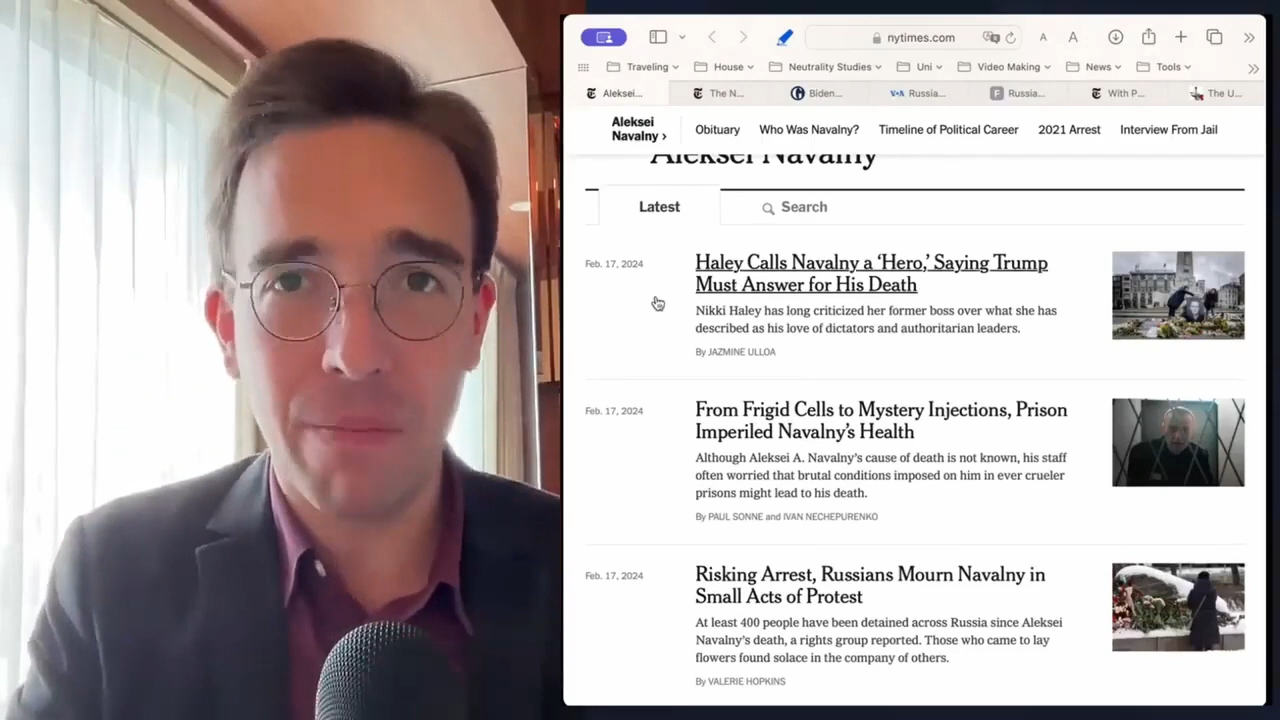 nytimes.com
A
A
Traveling
House
Neutrality Studies
Uni
Video Making
News
Tools
Aleksei...
The N...
Biden...
VOA
Russia...
F
Russia...
With P...
The U...
Aleksei
Navalny ›
Obituary
Who Was Navalny?
Timeline of Political Career
2021 Arrest
Interview From Jail
Aleksei Navalny
Latest
Search
Feb. 17, 2024
Haley Calls Navalny a ‘Hero,’ Saying Trump
Must Answer for His Death
Nikki Haley has long criticized her former boss over what she has
described as his love of dictators and authoritarian leaders.
By JAZMINE ULLOA
Feb. 17, 2024
From Frigid Cells to Mystery Injections, Prison
Imperiled Navalny’s Health
Although Aleksei A. Navalny’s cause of death is not known, his staff
often worried that brutal conditions imposed on him in ever crueler
prisons might lead to his death.
By PAUL SONNE and IVAN NECHEPURENKO
Feb. 17, 2024
Risking Arrest, Russians Mourn Navalny in
Small Acts of Protest
At least 400 people have been detained across Russia since Aleksei
Navalny’s death, a rights group reported. Those who came to lay
flowers found solace in the company of others.
By VALERIE HOPKINS